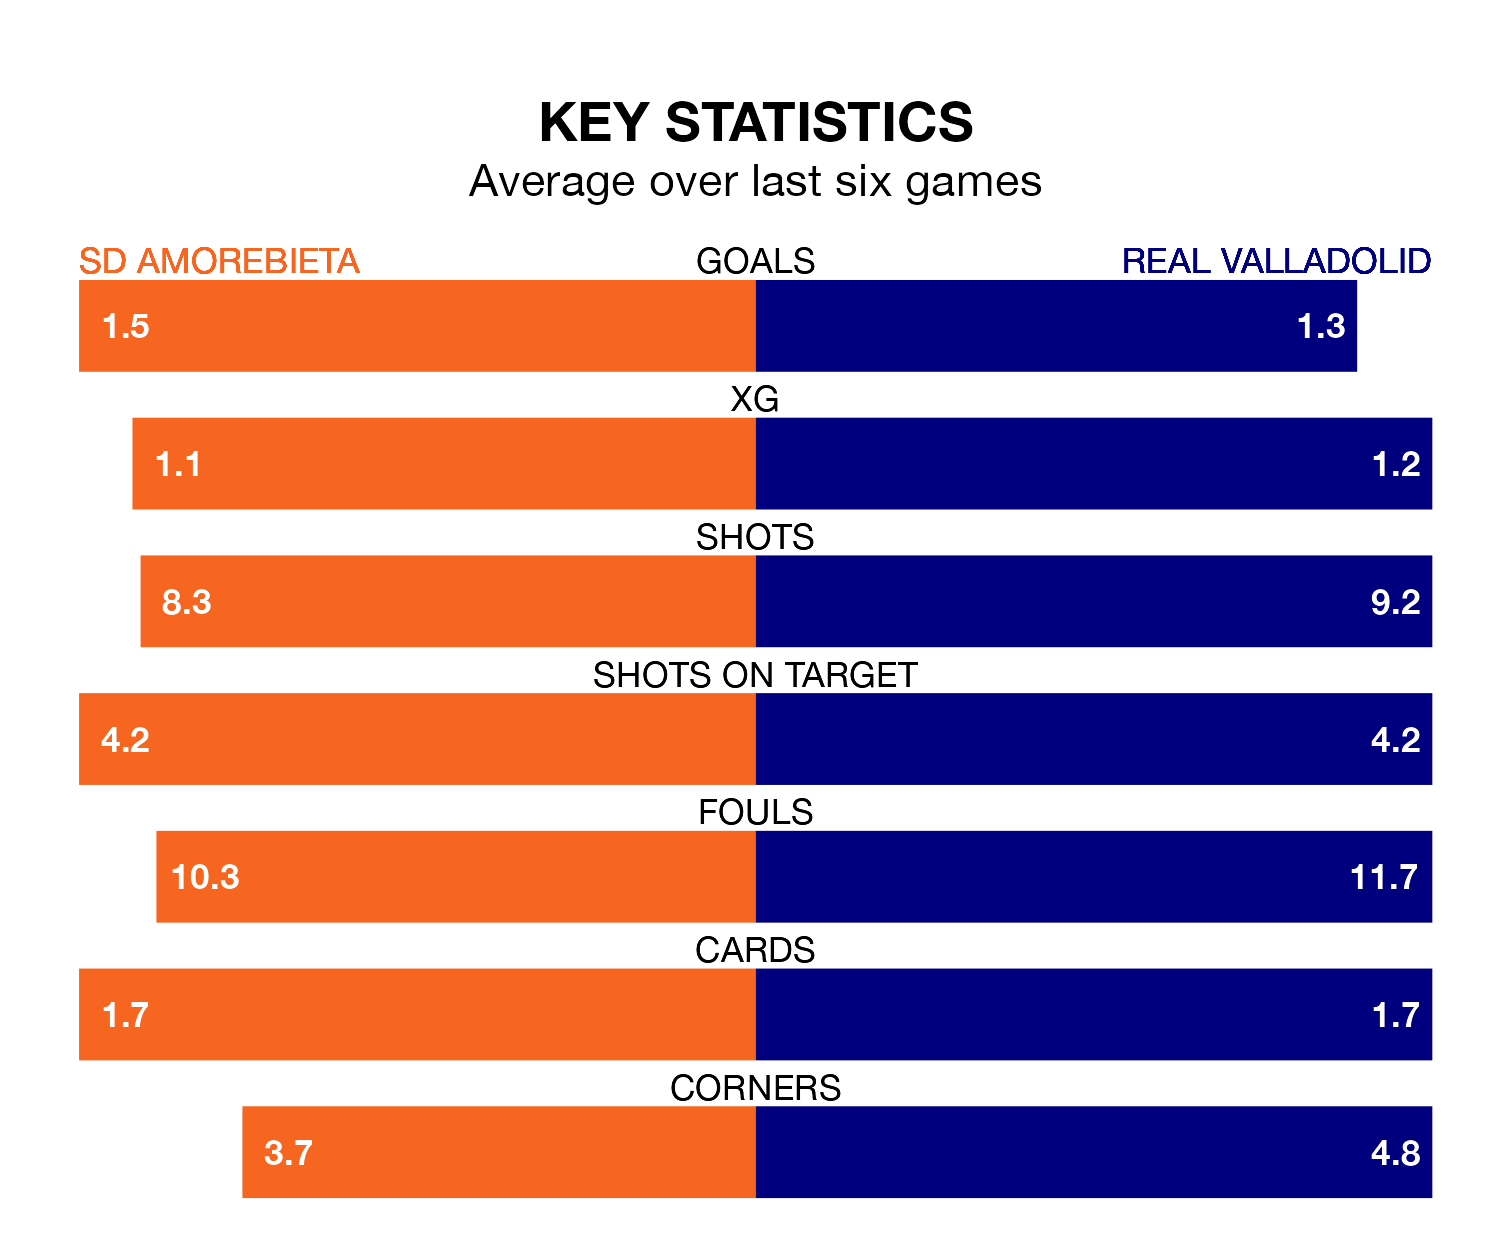 KEY STATISTICS
Average over last six games
SD AMOREBIETA GOALS REAL VALLADOLID
1.5 1.3
XG
1.1 1.2
SHOTS
8.3 9.2
SHOTS ON TARGET
4.2 4.2
FOULS
10.3 11.7
CARDS
1.7 1.7
CORNERS
3.7 4.8